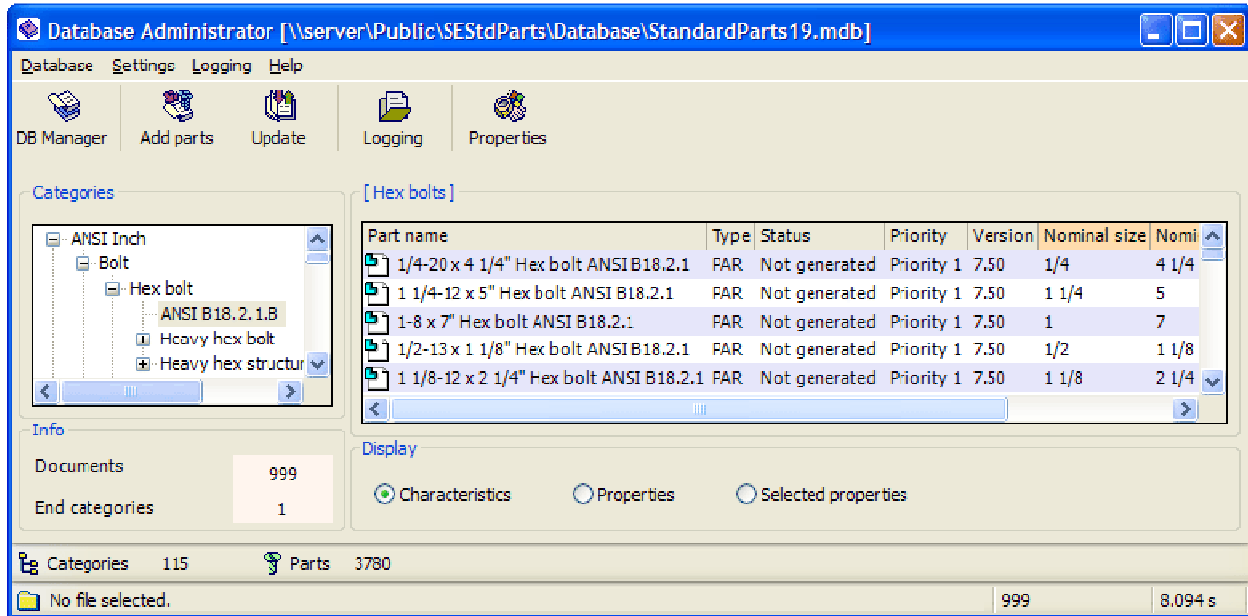 Database Administrator [\\server\Public\SEStdParts\Database\StandardParts19.mdb]
Database Settings Logging Help
DB Manager Add parts Update Logging Properties
Categories
ANSI Inch
Bolt
Hex bolt
ANSI B18.2.1.B
Heavy hex bolt
Heavy hex structur
[ Hex bolts ]
Part name Type Status Priority Version Nominal size Nomi
1/4-20 x 4 1/4" Hex bolt ANSI B18.2.1 FAR Not generated Priority 1 7.50 1/4 4 1/4
1 1/4-12 x 5" Hex bolt ANSI B18.2.1 FAR Not generated Priority 1 7.50 1 1/4 5
1-8 x 7" Hex bolt ANSI B18.2.1 FAR Not generated Priority 1 7.50 1 7
1/2-13 x 1 1/8" Hex bolt ANSI B18.2.1 FAR Not generated Priority 1 7.50 1/2 1 1/8
1 1/8-12 x 2 1/4" Hex bolt ANSI B18.2.1 FAR Not generated Priority 1 7.50 1 1/8 2 1/4
Info
Documents 999
End categories 1
Display
Characteristics Properties Selected properties
Categories 115 Parts 3780
No file selected. 999 8.094 s